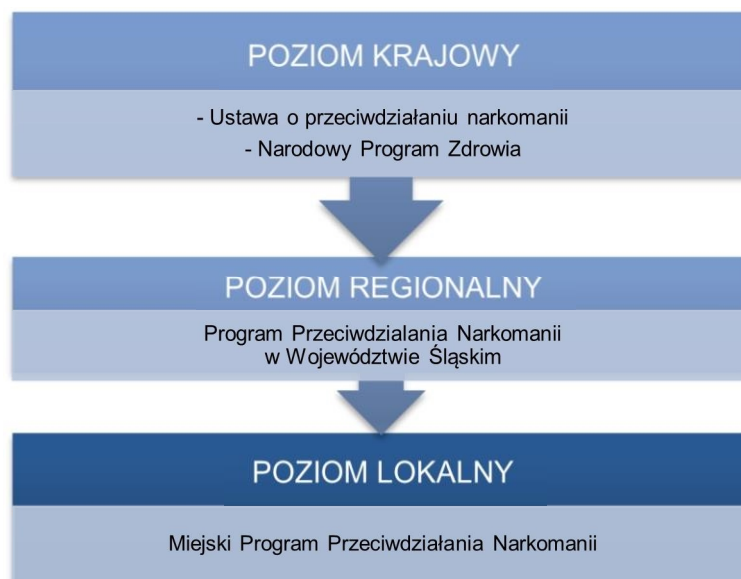 POZIOM KRAJOWY
- Ustawa o przeciwdziałaniu narkomanii
- Narodowy Program Zdrowia
POZIOM REGIONALNY
Program Przeciwdzialania Narkomanii
w Województwie Śląskim
POZIOM LOKALNY
Miejski Program Przeciwdziałania Narkomanii